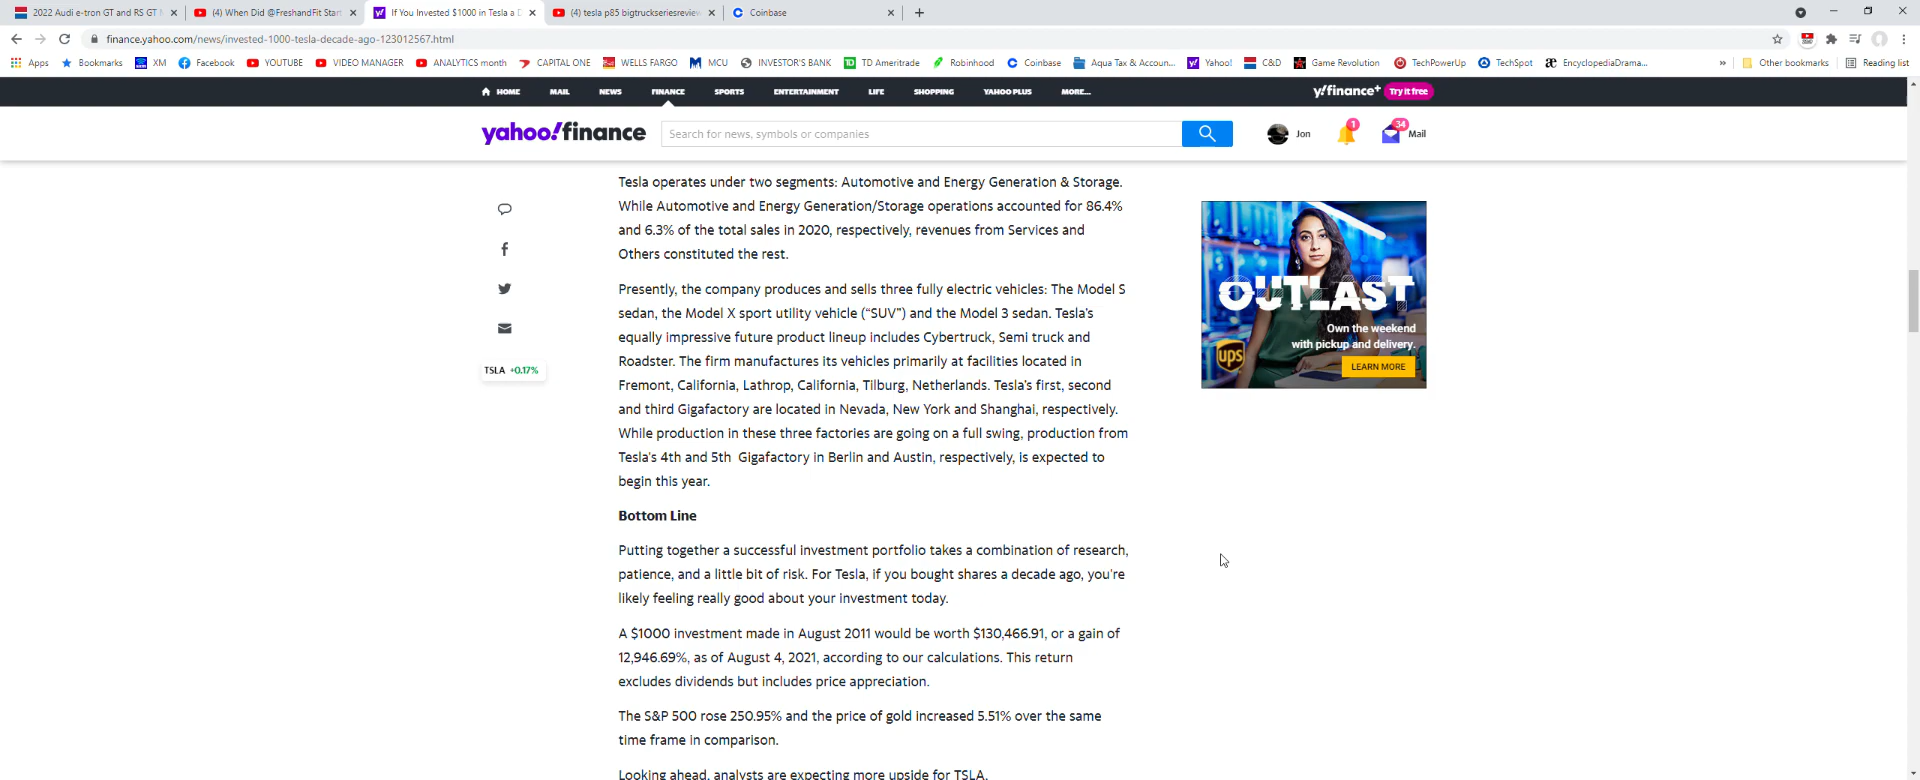 2022 Audi e-tron GT and RS GT
(4) When Did @FreshandFit Start
If You Invested $1000 in Tesla a D
(4) tesla p85 bigtruckseriesreview
Coinbase
finance.yahoo.com/news/invested-1000-tesla-decade-ago-123012567.html
Apps Bookmarks XM Facebook YOUTUBE VIDEO MANAGER ANALYTICS month CAPITAL ONE WELLS FARGO MCU INVESTOR'S BANK TD Ameritrade Robinhood Coinbase Aqua Tax & Accoun... Yahoo! C&D Game Revolution TechPowerUp TechSpot EncyclopediaDrama... » Other bookmarks Reading list
HOME MAIL NEWS FINANCE SPORTS ENTERTAINMENT LIFE SHOPPING YAHOO PLUS MORE... y!finance+ Try it free
yahoo!finance Search for news, symbols or companies Jon 1 34 Mail
Tesla operates under two segments: Automotive and Energy Generation & Storage.
While Automotive and Energy Generation/Storage operations accounted for 86.4%
and 6.3% of the total sales in 2020, respectively, revenues from Services and
Others constituted the rest.
Presently, the company produces and sells three fully electric vehicles: The Model S
sedan, the Model X sport utility vehicle (“SUV”) and the Model 3 sedan. Tesla's
equally impressive future product lineup includes Cybertruck, Semi truck and
Roadster. The firm manufactures its vehicles primarily at facilities located in
Fremont, California, Lathrop, California, Tilburg, Netherlands. Tesla's first, second
and third Gigafactory are located in Nevada, New York and Shanghai, respectively.
While production in these three factories are going on a full swing, production from
Tesla's 4th and 5th Gigafactory in Berlin and Austin, respectively, is expected to
begin this year.
Bottom Line
Putting together a successful investment portfolio takes a combination of research,
patience, and a little bit of risk. For Tesla, if you bought shares a decade ago, you're
likely feeling really good about your investment today.
A $1000 investment made in August 2011 would be worth $130,466.91, or a gain of
12,946.69%, as of August 4, 2021, according to our calculations. This return
excludes dividends but includes price appreciation.
The S&P 500 rose 250.95% and the price of gold increased 5.51% over the same
time frame in comparison.
Looking ahead, analysts are expecting more upside for TSLA.
TSLA +0.17%
OUTLAST
Own the weekend
with pickup and delivery.
ups
LEARN MORE